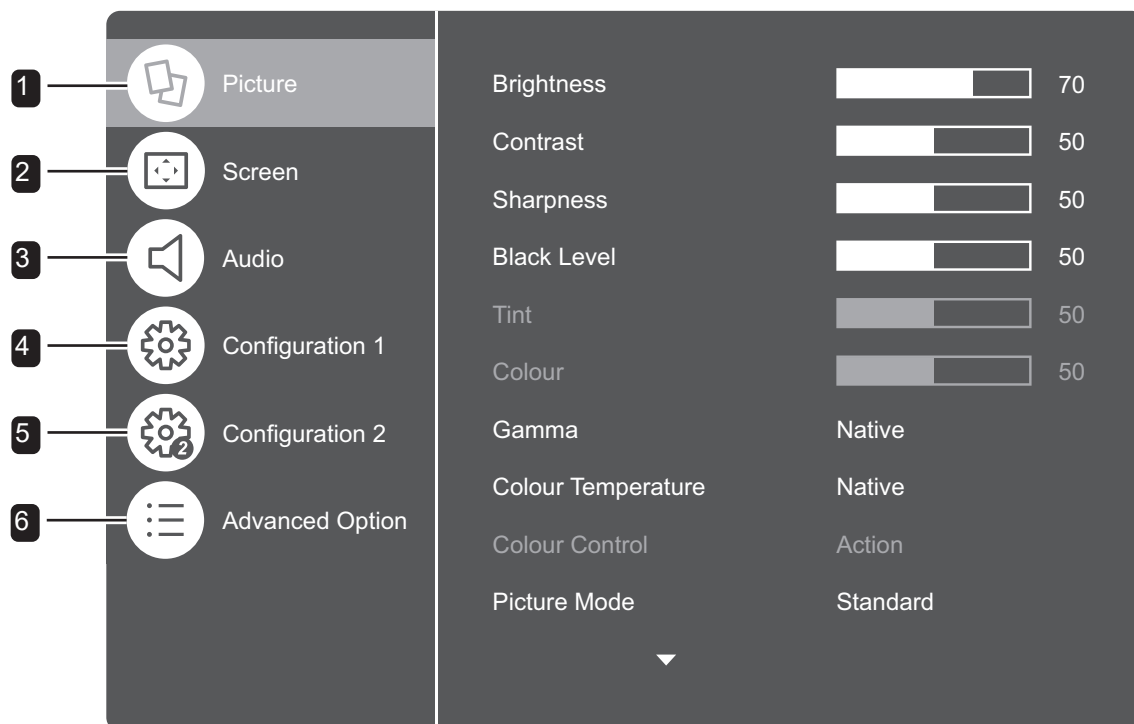 1 Picture
2 Screen
3 Audio
4 Configuration 1
5 2 Configuration 2
6 Advanced Option
Brightness 70
Contrast 50
Sharpness 50
Black Level 50
Tint 50
Colour 50
Gamma Native
Colour Temperature Native
Colour Control Action
Picture Mode Standard